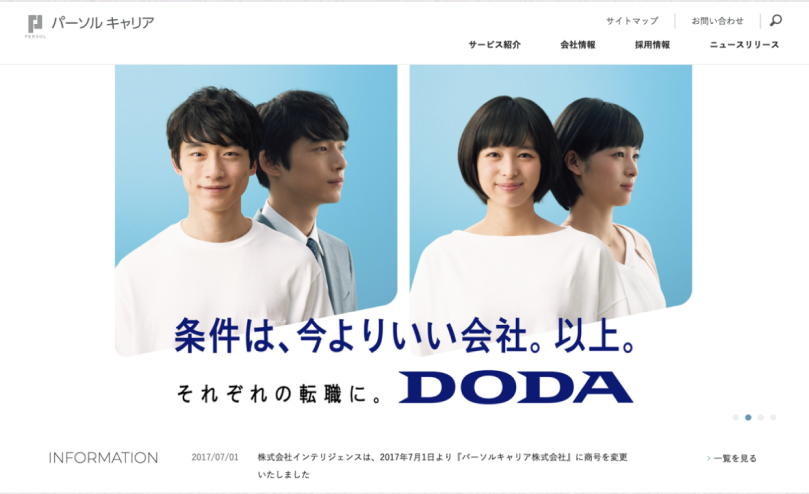 パーソル キャリア
PERSOL
サイトマップ
お問い合わせ
サービス紹介
会社情報
採用情報
ニュースリリース
条件は、今よりいい会社。以上。
それぞれの転職に。 DODA
INFORMATION
2017/07/01
株式会社インテリジェンスは、2017年7月1日より『パーソルキャリア株式会社』に商号を変更
いたしました
> 一覧を見る